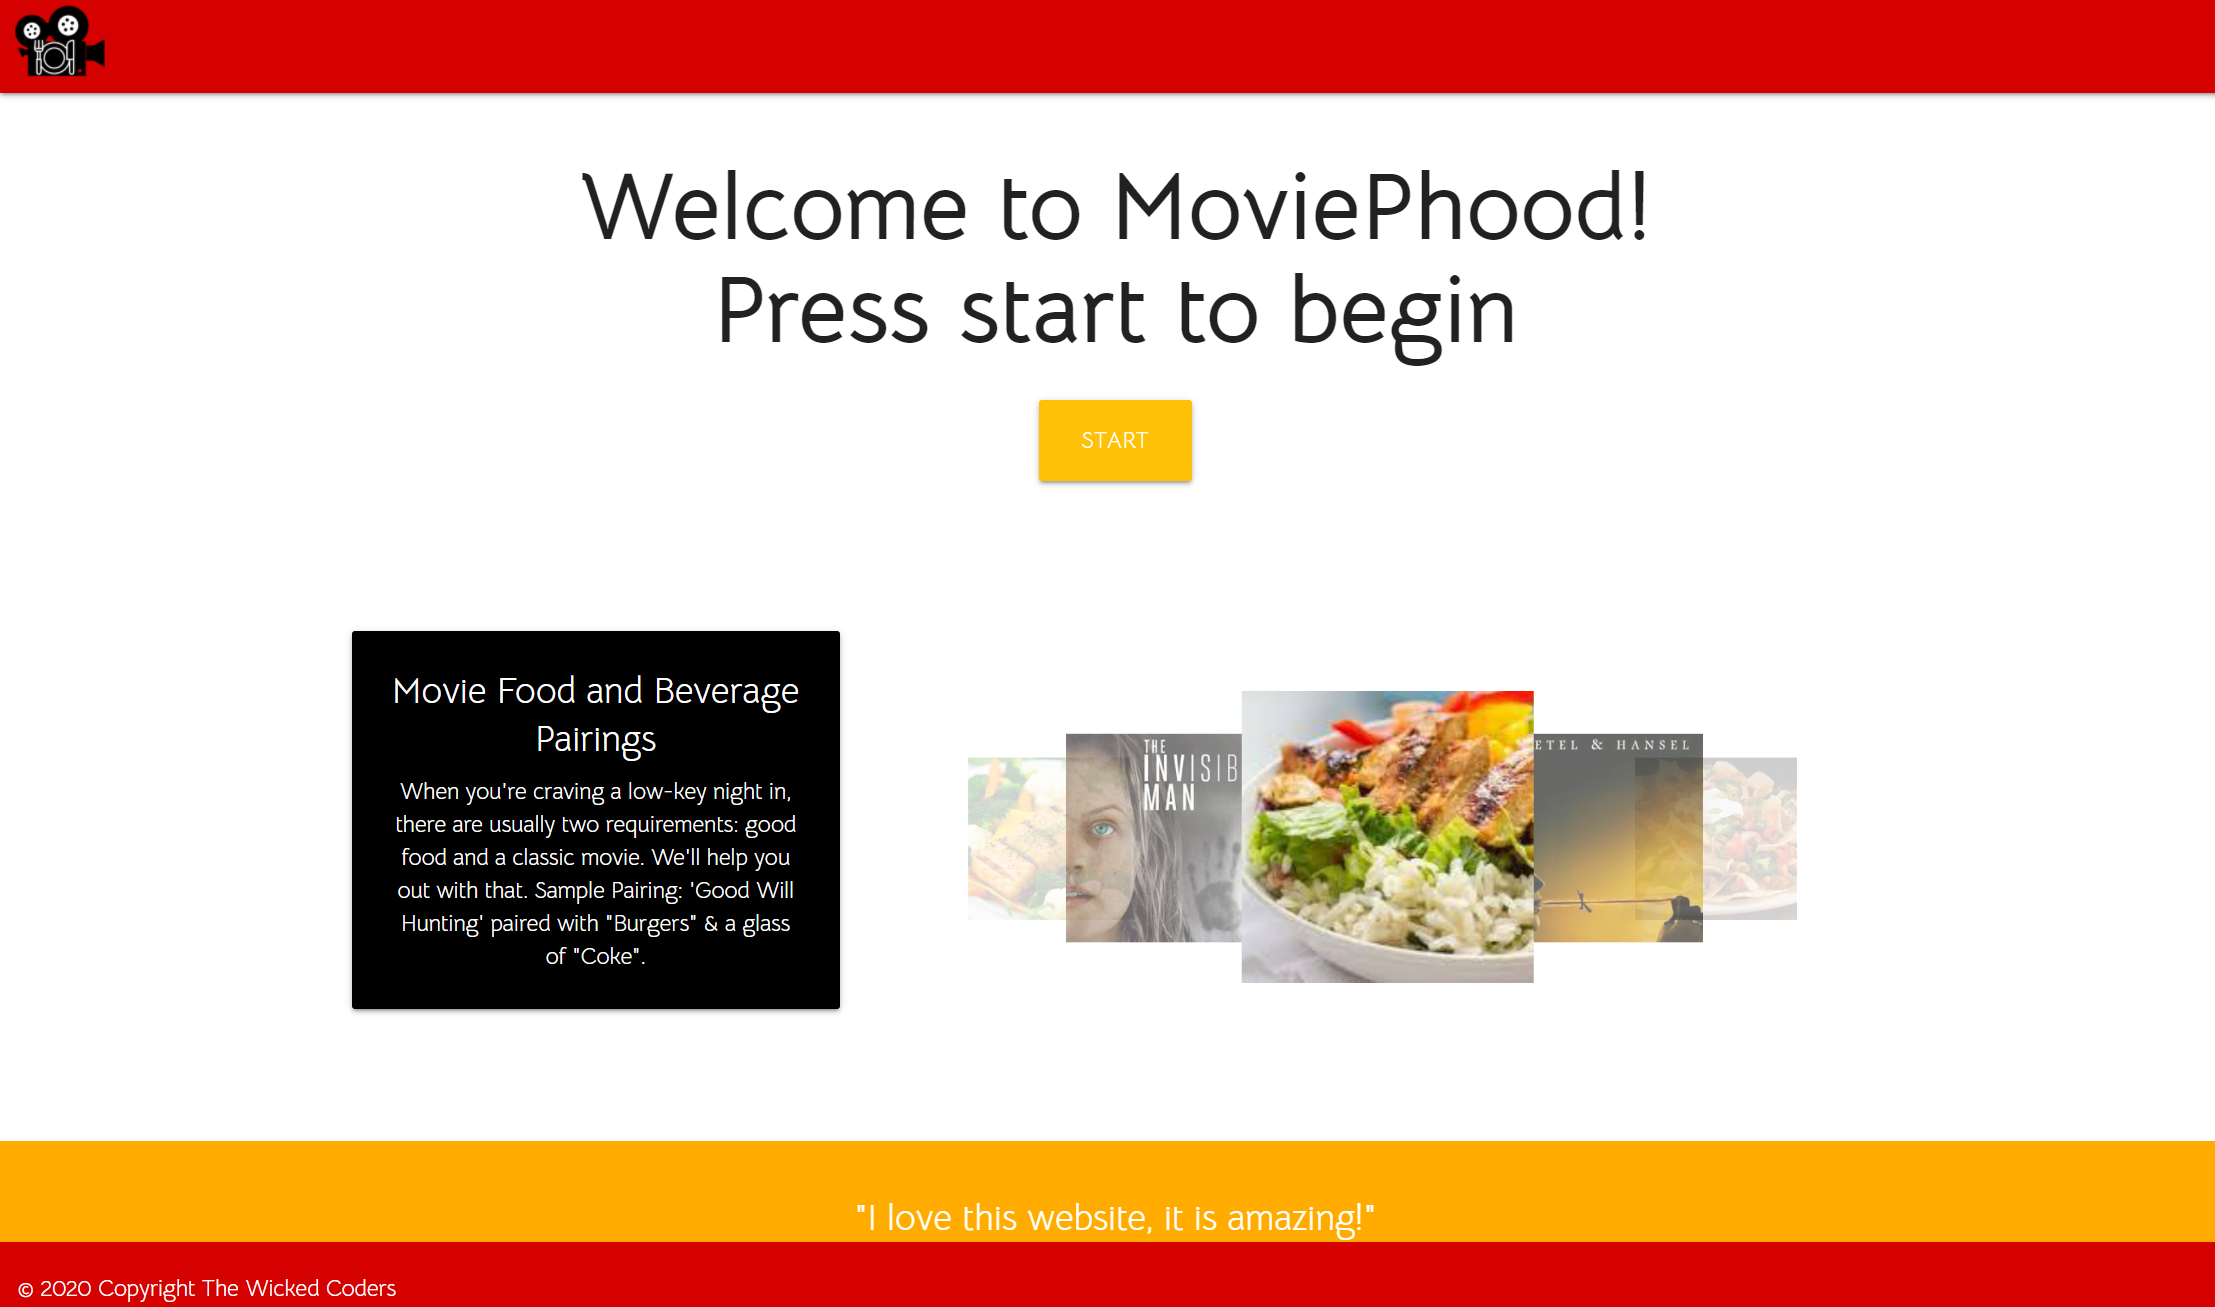 Welcome to MoviePhood!
Press start to begin
START
Movie Food and Beverage
Pairings
When you're craving a low-key night in,
there are usually two requirements: good
food and a classic movie. We'll help you
out with that. Sample Pairing: 'Good Will
Hunting' paired with "Burgers" & a glass
of "Coke".
THE
INVISIB
MAN
ETEL & HANSEL
"I love this website, it is amazing!"
© 2020 Copyright The Wicked Coders